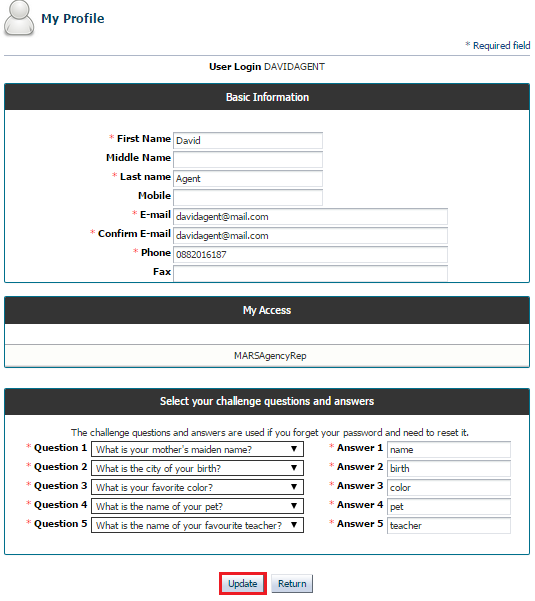 My Profile
* Required field
User Login DAVIDAGENT
Basic Information
* First Name David
Middle Name
* Last name Agent
Mobile
* E-mail davidagent@mail.com
* Confirm E-mail davidagent@mail.com
* Phone 0882016187
Fax
My Access
MARSAgencyRep
Select your challenge questions and answers
The challenge questions and answers are used if you forget your password and need to reset it.
* Question 1 What is your mother's maiden name? * Answer 1 name
* Question 2 What is the city of your birth? * Answer 2 birth
* Question 3 What is your favorite color? * Answer 3 color
* Question 4 What is the name of your pet? * Answer 4 pet
* Question 5 What is the name of your favourite teacher? * Answer 5 teacher
Update Return